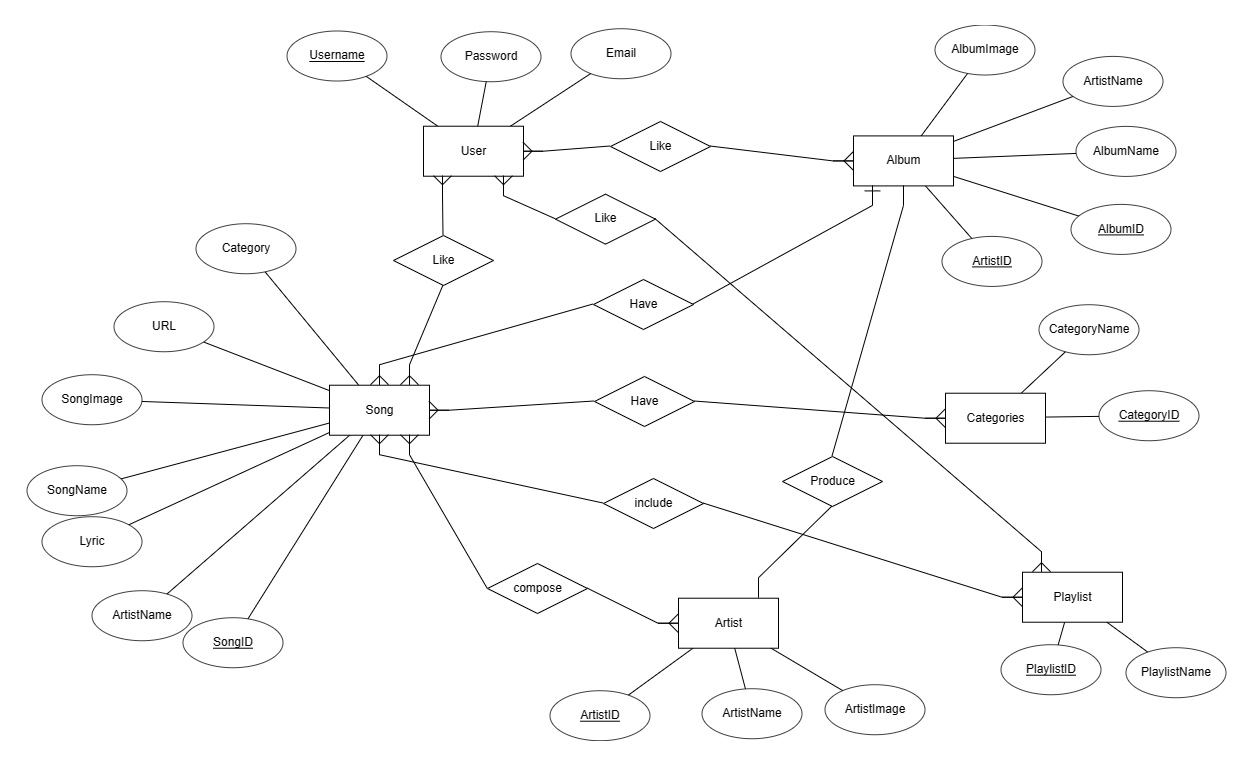 AlbumImage
Username
Password
Email
ArtistName
User
Like
Album
AlbumName
Like
AlbumID
Category
Like
ArtistID
Have
URL
CategoryName
SongImage
Song
Have
Categories
CategoryID
SongName
Produce
include
Lyric
compose
Playlist
ArtistName
Artist
SongID
PlaylistID
PlaylistName
ArtistID
ArtistName
ArtistImage